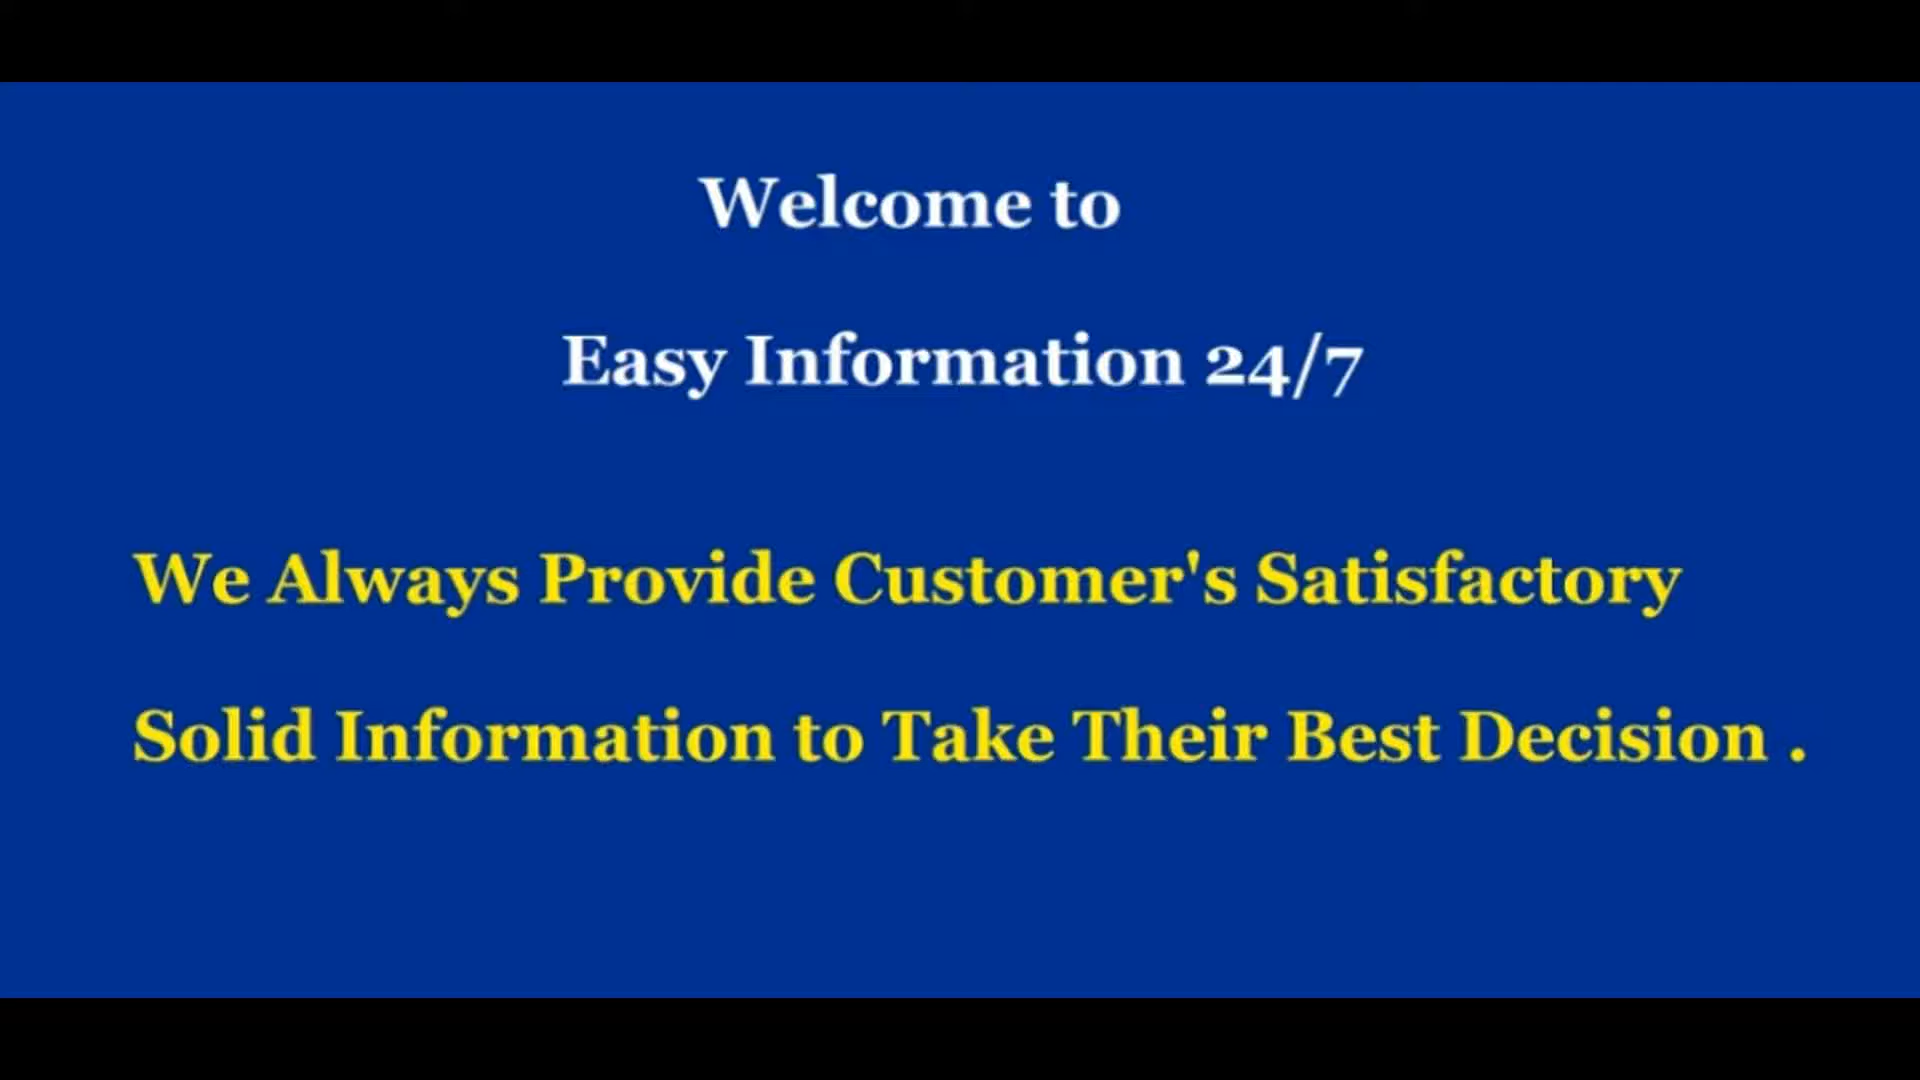 Welcome to
Easy Information 24/7
We Always Provide Customer's Satisfactory
Solid Information to Take Their Best Decision .